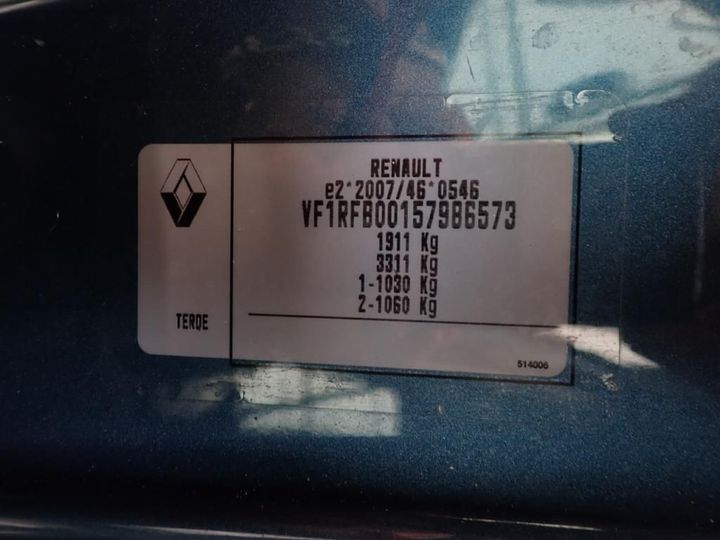 RENAULT
e2*2007/46*0546
VF1RFB00157986573
1911 Kg
3311 Kg
1-1030 Kg
2-1060 Kg
TERQE
514006